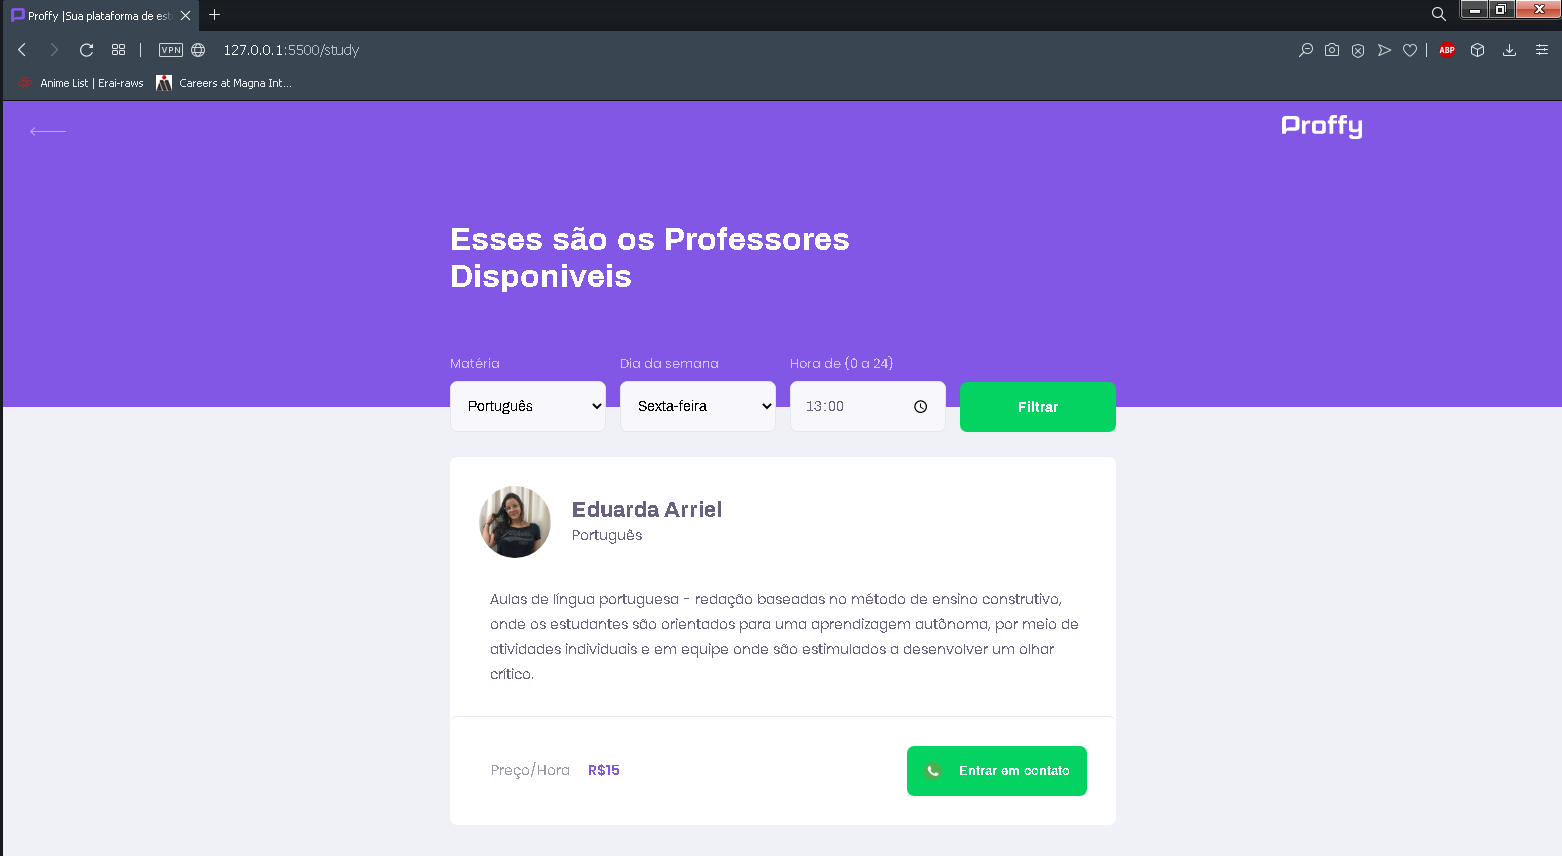 Proffy |Sua plataforma de est
VPN
127.0.0.1:5500/study
ABP
Anime List | Erai-raws
Careers at Magna Int...
Proffy
Esses são os Professores
Disponiveis
Matéria
Dia da semana
Hora de (0 a 24)
Português
Sexta-feira
13:00
Filtrar
Eduarda Arriel
Português
Aulas de língua portuguesa - redação baseadas no método de ensino construtivo,
onde os estudantes são orientados para uma aprendizagem autônoma, por meio de
atividades individuais e em equipe onde são estimulados a desenvolver um olhar
crítico.
Preço/Hora R$15
Entrar em contato